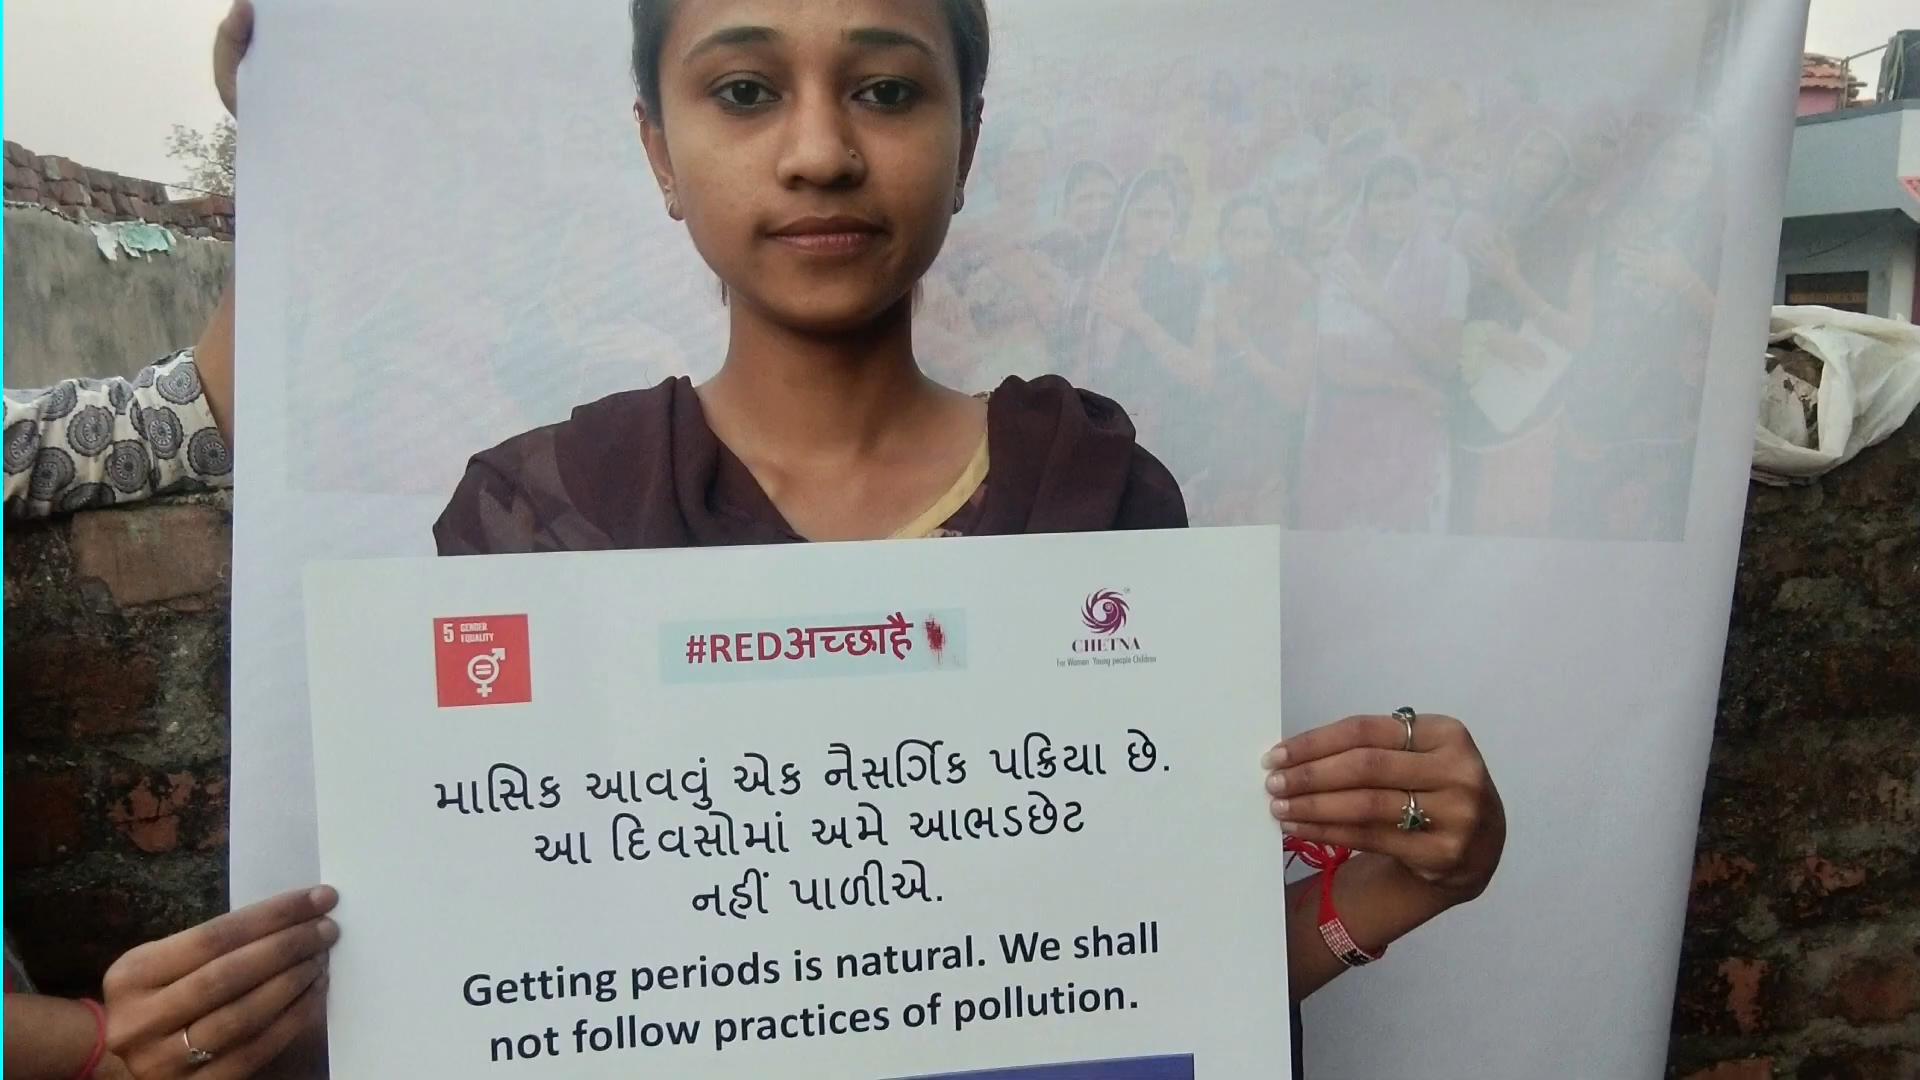 5 GENDER
EQUALITY
#REDअच्छाहै
CHETNA
For Women Young people Children
માસિક આવવું એક નૈસર્ગિક પક્રિયા છે.
આ દિવસોમાં અમે આભડછેટ
નહીં પાળીએ.
Getting periods is natural. We shall
not follow practices of pollution.